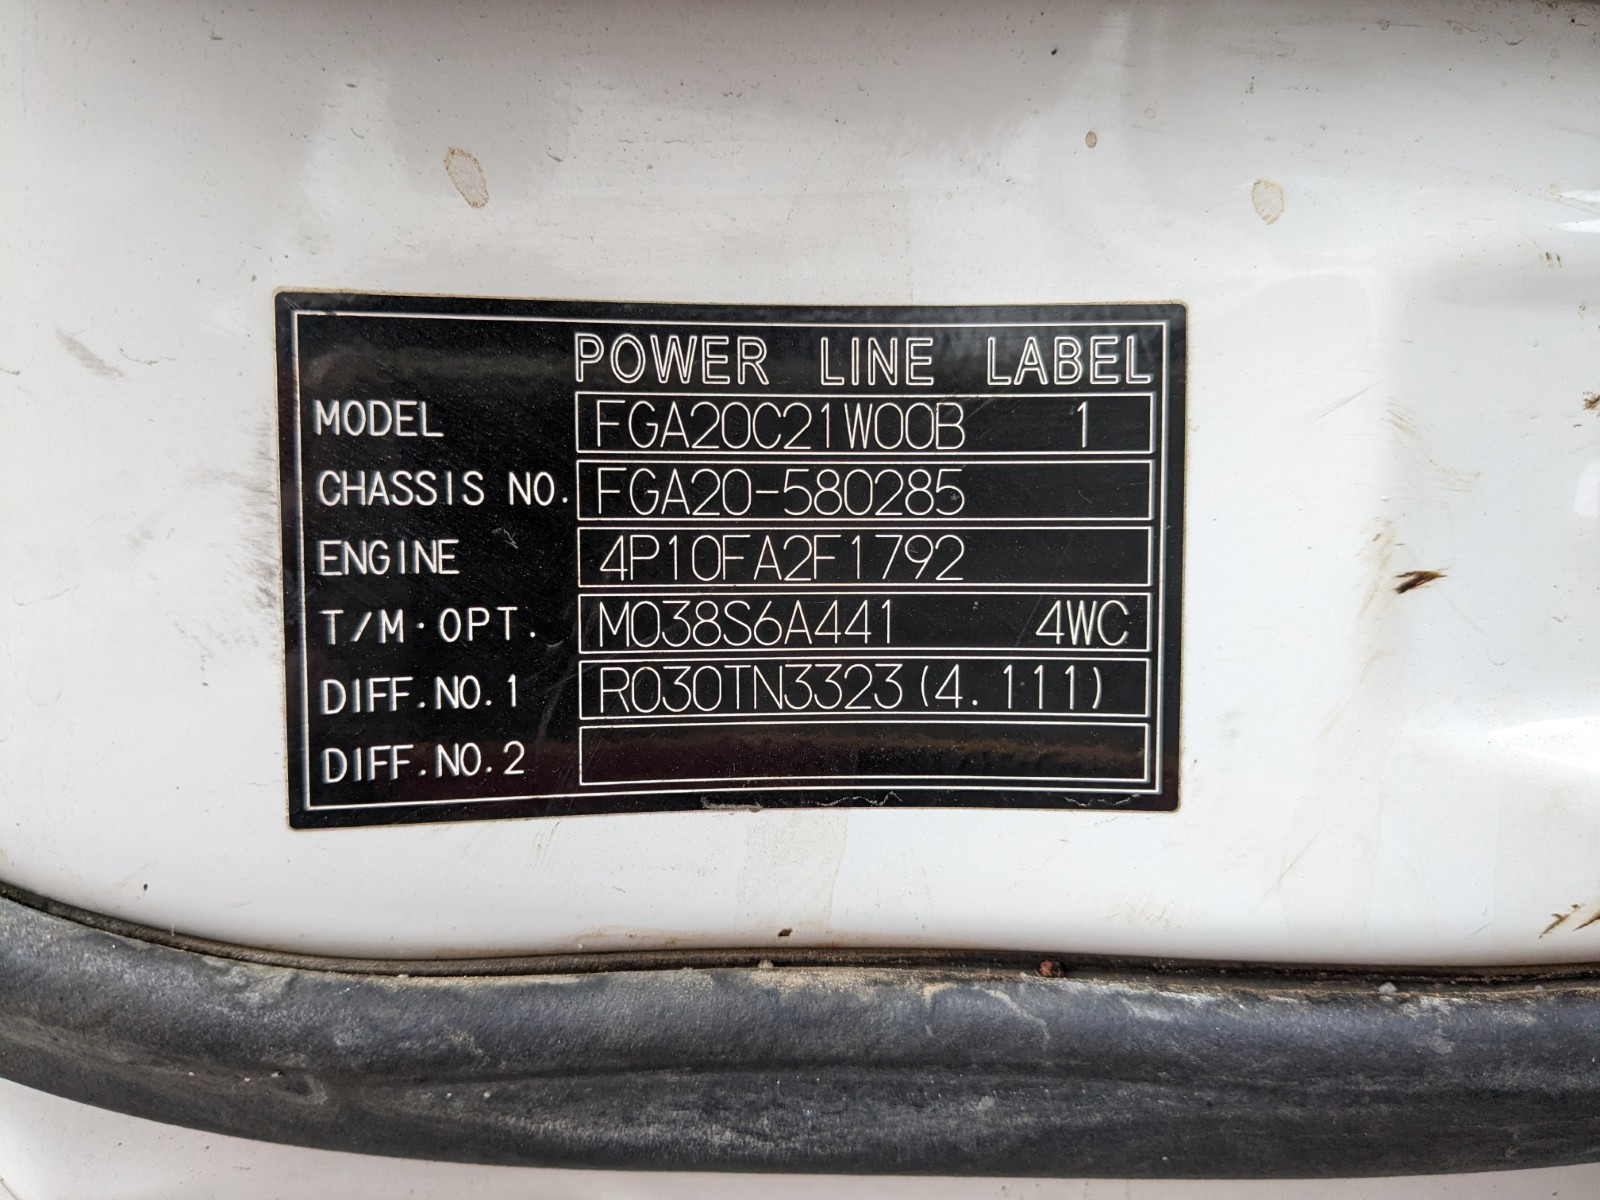 POWER LINE LABEL
MODEL FGA20C21W00B 1
CHASSIS NO. FGA20-580285
ENGINE 4P10FA2F1792
T/M·OPT. M038S6A441 4WC
DIFF.NO.1 R030TN3323(4.111)
DIFF.NO.2